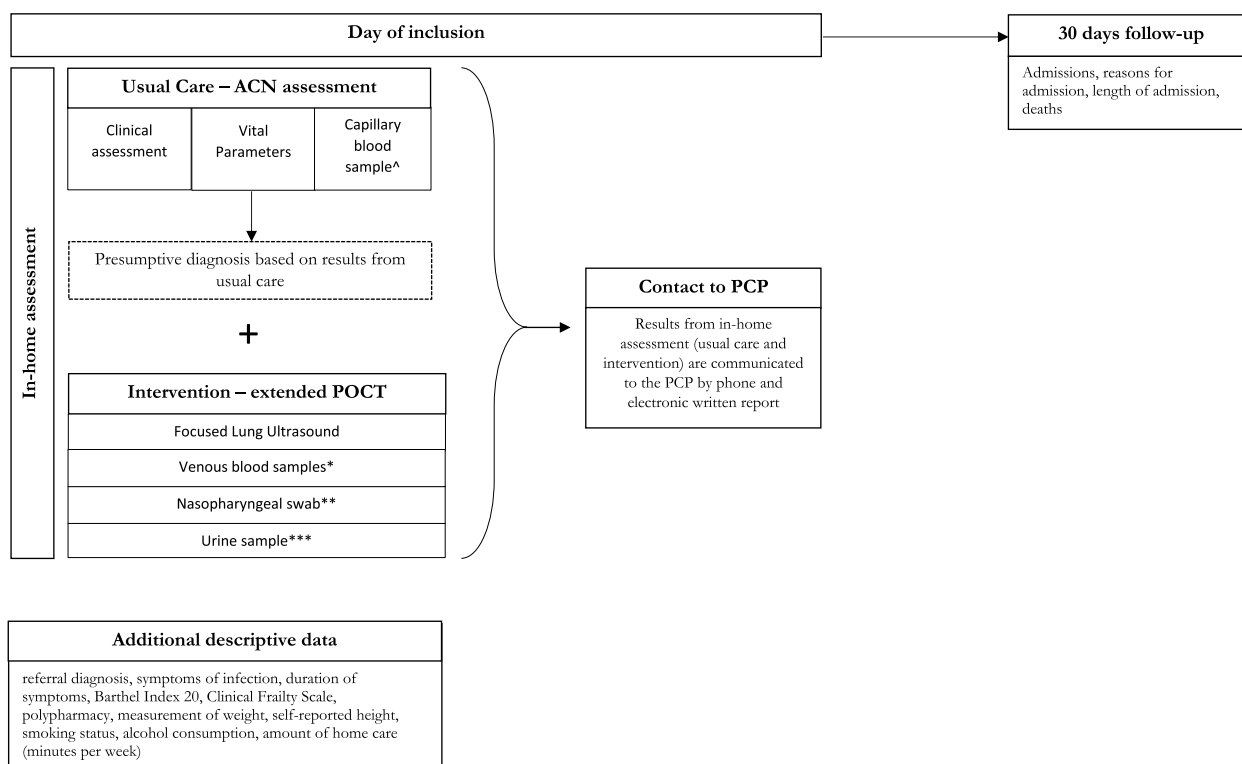 Day of inclusion
30 days follow-up
Admissions, reasons for
admission, length of admission,
deaths
In-home assessment
Usual Care – ACN assessment
Clinical
assessment
Vital
Parameters
Capillary
blood
sample^
Presumptive diagnosis based on results from
usual care
+
Intervention – extended POCT
Focused Lung Ultrasound
Venous blood samples*
Nasopharyngeal swab**
Urine sample***
Contact to PCP
Results from in-home
assessment (usual care and
intervention) are communicated
to the PCP by phone and
electronic written report
Additional descriptive data
referral diagnosis, symptoms of infection, duration of
symptoms, Barthel Index 20, Clinical Frailty Scale,
polypharmacy, measurement of weight, self-reported height,
smoking status, alcohol consumption, amount of home care
(minutes per week)